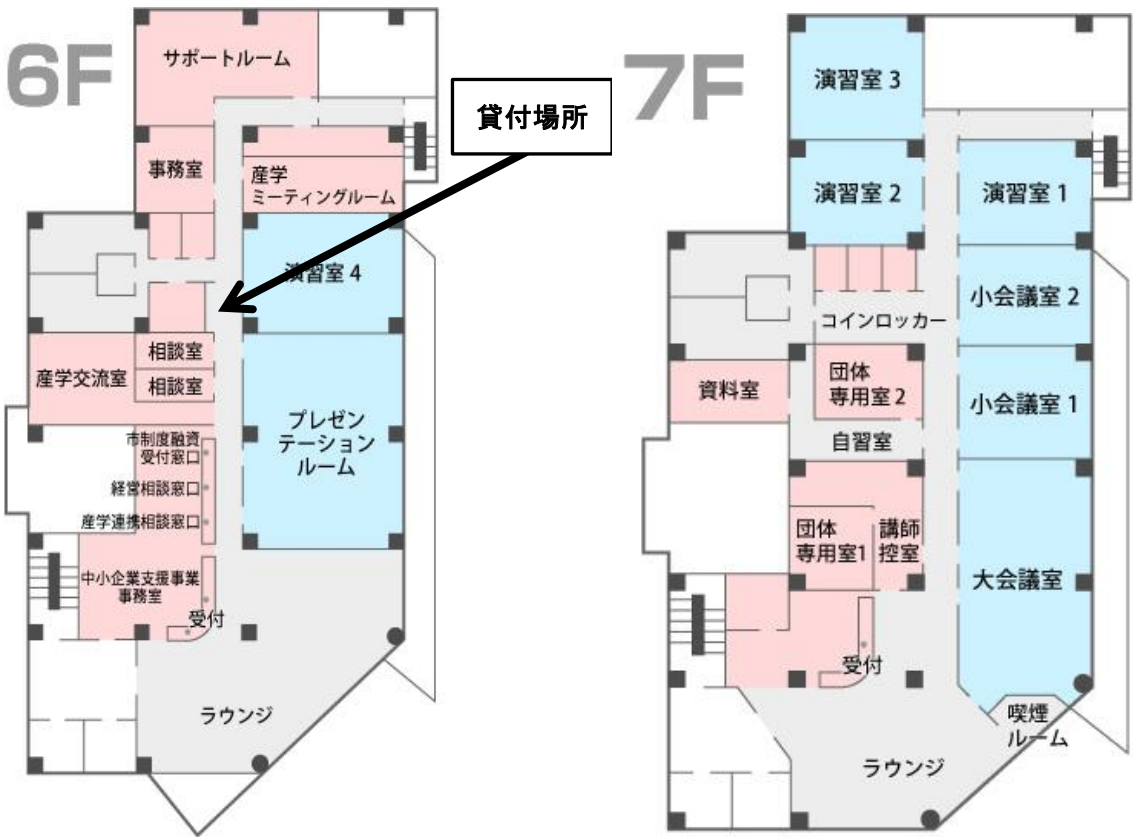 6F
サポートルーム
事務室
産学
ミーティングルーム
貸付場所
演習室 4
相談室
相談室
産学交流室
プレゼン
テーション
ルーム
市制度融資
受付窓口
経営相談窓口
産学連携相談窓口
中小企業支援事業
事務室
受付
ラウンジ
7F
演習室 3
演習室 2
演習室 1
小会議室 2
コインロッカー
団体
専用室 2
資料室
小会議室 1
自習室
団体
専用室1
講師
控室
大会議室
受付
喫煙
ルーム
ラウンジ